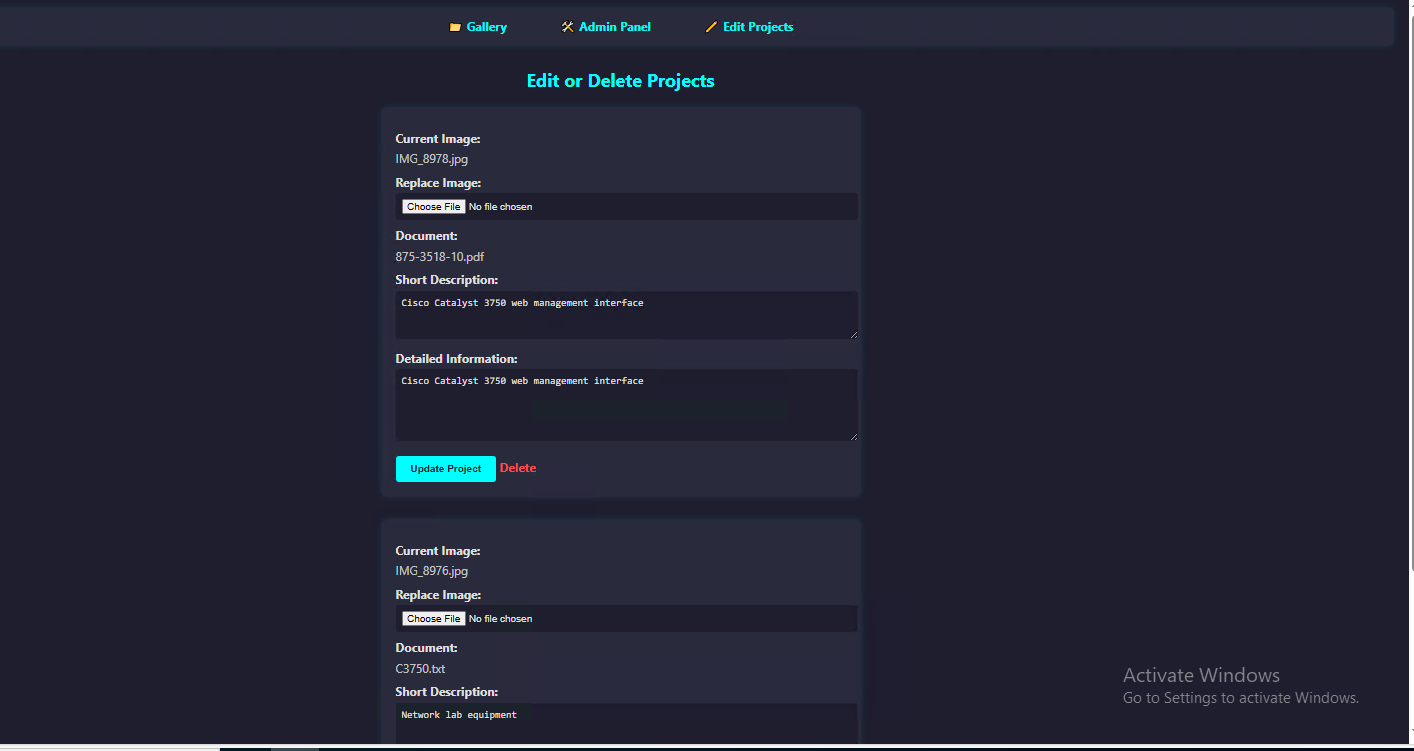 Gallery Admin Panel Edit Projects
Edit or Delete Projects
Current Image:
IMG_8978.jpg
Replace Image:
Choose File No file chosen
Document:
875-3518-10.pdf
Short Description:
Cisco Catalyst 3750 web management interface
Detailed Information:
Cisco Catalyst 3750 web management interface
Update Project Delete
Current Image:
IMG_8976.jpg
Replace Image:
Choose File No file chosen
Document:
C3750.txt
Short Description:
Network lab equipment
Activate Windows
Go to Settings to activate Windows.